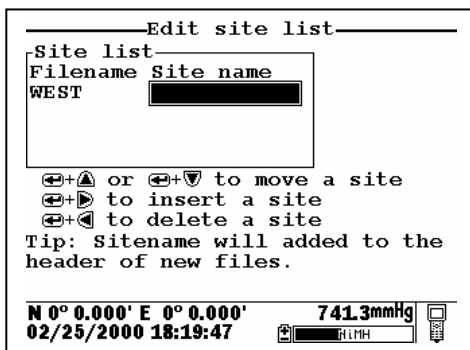 Edit site list
Site list
Filename Site name
WEST
+ or + to move a site
+ to insert a site
+ to delete a site
Tip: Sitename will added to the
header of new files.
N 0° 0.000' E 0° 0.000' 741.3mmHg
02/25/2000 18:19:47 NiMH